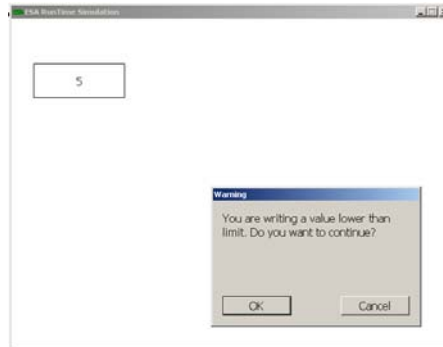 ESA RunTime Simulation
5
Warning
You are writing a value lower than
limit. Do you want to continue?
OK
Cancel